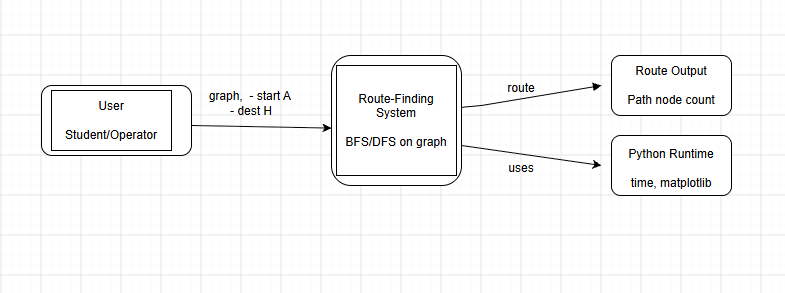 User
Student/Operator
graph,  - start A
- dest H
Route-Finding
System
BFS/DFS on graph
route
uses
Route Output
Path node count
Python Runtime
time, matplotlib